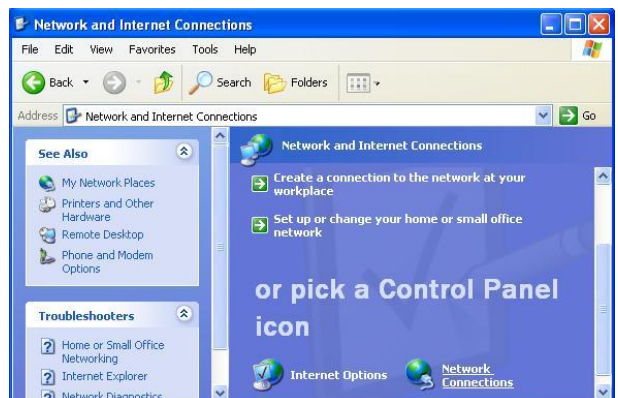 Network and Internet Connections
File Edit View Favorites Tools Help
Back Search Folders
Address Network and Internet Connections Go
See Also
My Network Places
Printers and Other
Hardware
Remote Desktop
Phone and Modem
Options
Troubleshooters
Home or Small Office
Networking
Internet Explorer
Network Diagnostics
Network and Internet Connections
Create a connection to the network at your
workplace
Set up or change your home or small office
network
or pick a Control Panel
icon
Internet Options
Network
Connections